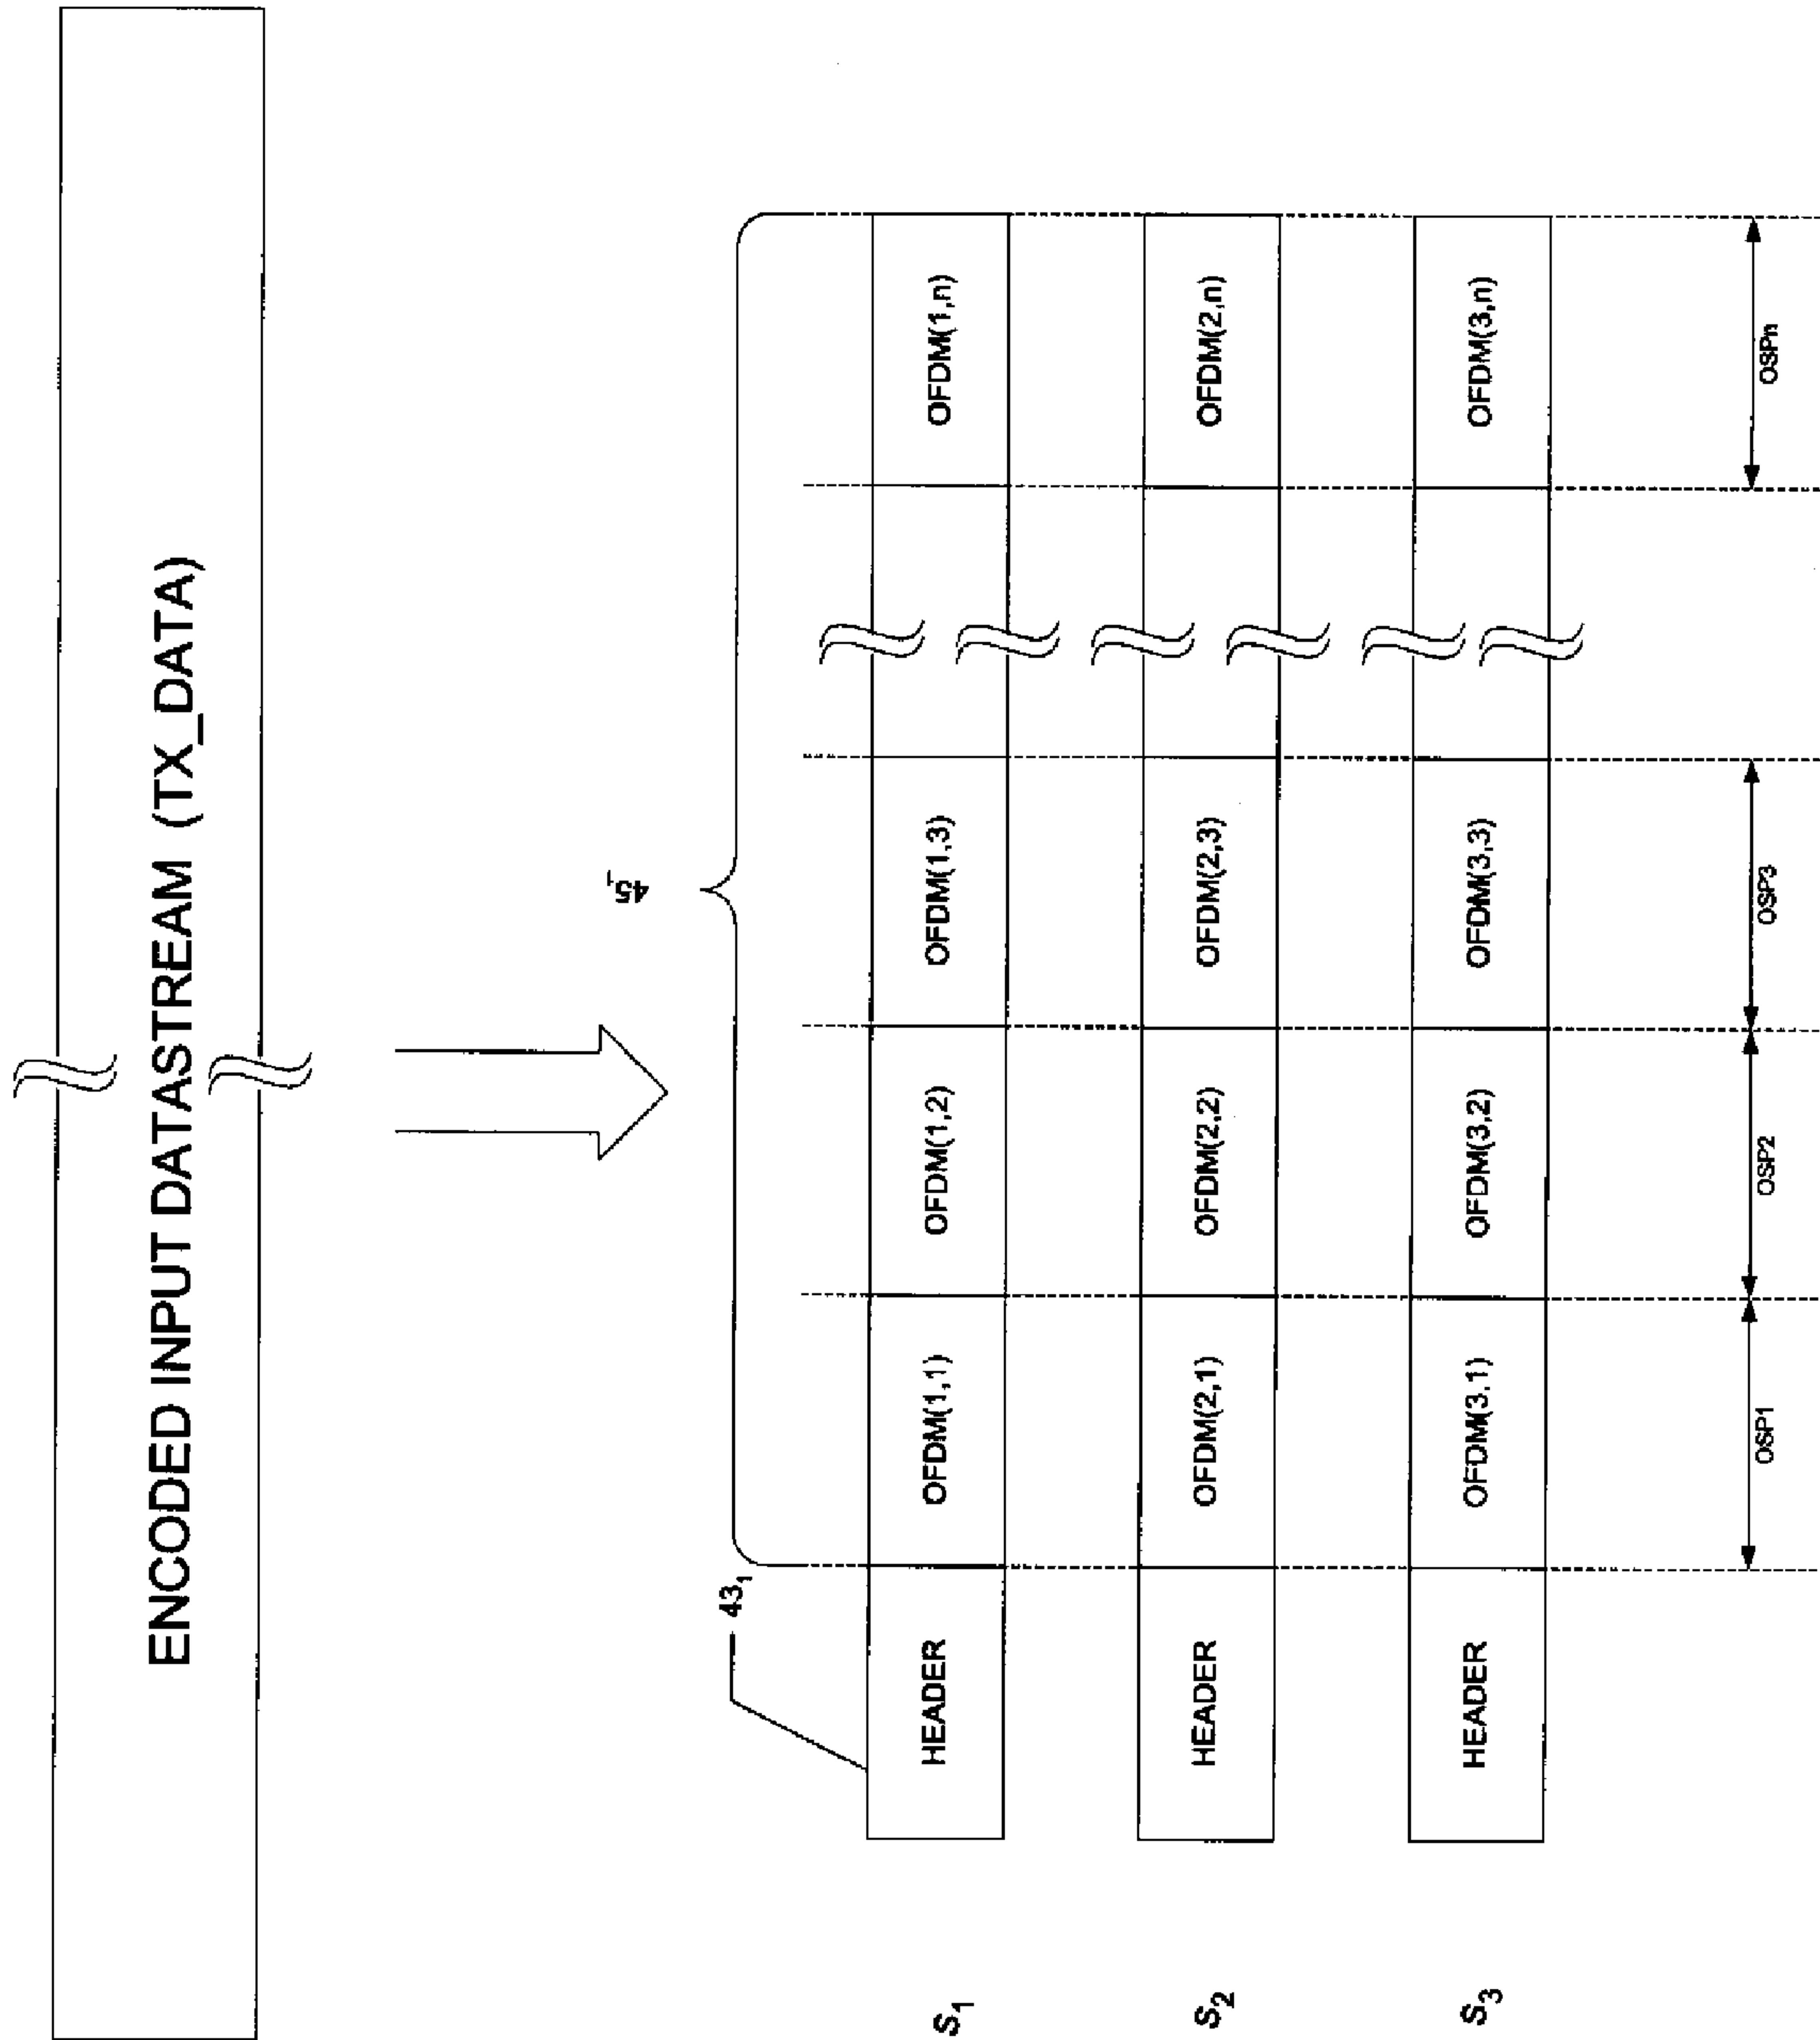 ENCODED INPUT DATASTREAM (TX_DATA)
45₁
43₁
S₁ HEADER OFDM(1,1) OFDM(1,2) OFDM(1,3) OFDM(1,n)
S₂ HEADER OFDM(2,1) OFDM(2,2) OFDM(2,3) OFDM(2,n)
S₃ HEADER OFDM(3,1) OFDM(3,2) OFDM(3,3) OFDM(3,n)
OSP1 OSP2 OSP3 OSPn